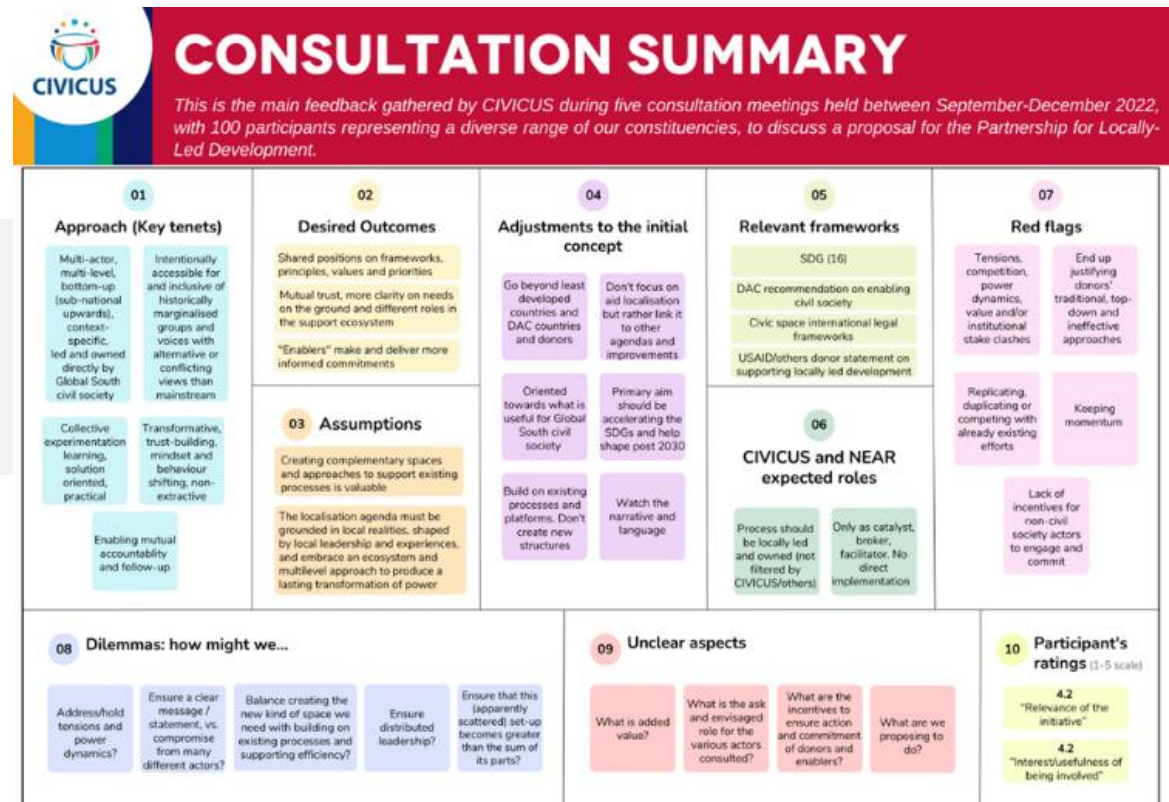 CIVICUS
CONSULTATION SUMMARY
This is the main feedback gathered by CIVICUS during five consultation meetings held between September-December 2022,
with 100 participants representing a diverse range of our constituencies, to discuss a proposal for the Partnership for Locally-
Led Development.
01
Approach (Key tenets)
Multi-actor,
multi-level,
bottom-up
(sub-national
upwards),
context-
specific,
led and owned
directly by
Global South
civil society
Intentionally
accessible for
and inclusive of
historically
marginalised
groups and
voices with
alternative or
conflicting
views than
mainstream
Collective
experimentation
learning,
solution
oriented,
practical
Transformative,
trust-building,
mindset and
behaviour
shifting, non-
extractive
Enabling mutual
accountablity
and follow-up
02
Desired Outcomes
Shared positions on frameworks,
principles, values and priorities
Mutual trust, more clarity on needs
on the ground and different roles in
the support ecosystem
"Enablers" make and deliver more
informed commitments
03 Assumptions
Creating complementary spaces
and approaches to support existing
processes is valuable
The localisation agenda must be
grounded in local realities, shaped
by local leadership and experiences,
and embrace an ecosystem and
multilevel approach to produce a
lasting transformation of power
04
Adjustments to the initial
concept
Go beyond least
developed
countries and
DAC countries
and donors
Don't focus on
aid localisation
but rather link it
to other
agendas and
improvements
Oriented
towards what is
useful for Global
South civil
society
Primary aim
should be
accelerating the
SDGs and help
shape post 2030
Build on existing
processes and
platforms. Don't
create new
structures
Watch the
narrative and
language
05
Relevant frameworks
SDG (16)
DAC recommendation on enabling
civil society
Civic space international legal
frameworks
USAID/others donor statement on
supporting locally led development
06
CIVICUS and NEAR
expected roles
Process should
be locally led
and owned (not
filtered by
CIVICUS/others)
Only as catalyst,
broker,
facilitator. No
direct
implementation
07
Red flags
Tensions,
competition,
power
dynamics,
value and/or
institutional
stake clashes
End up
justifying
donors'
traditional, top-
down and
ineffective
approaches
Replicating,
duplicating or
competing with
already existing
efforts
Keeping
momentum
Lack of
incentives for
non-civil
society actors
to engage and
commit
08 Dilemmas: how might we...
Address/hold
tensions and
power
dynamics?
Ensure a clear
message /
statement, vs.
compromise
from many
different actors?
Balance creating the
new kind of space we
need with building on
existing processes and
supporting efficiency?
Ensure
distributed
leadership?
Ensure that this
(apparently
scattered) set-up
becomes greater
than the sum of
its parts?
09 Unclear aspects
What is added
value?
What is the ask
and envisaged
role for the
various actors
consulted?
What are the
incentives to
ensure action
and commitment
of donors and
enablers?
What are we
proposing to
do?
10 Participant's
ratings (1-5 scale)
4.2
"Relevance of the
initiative"
4.2
"Interest/usefulness of
being involved"